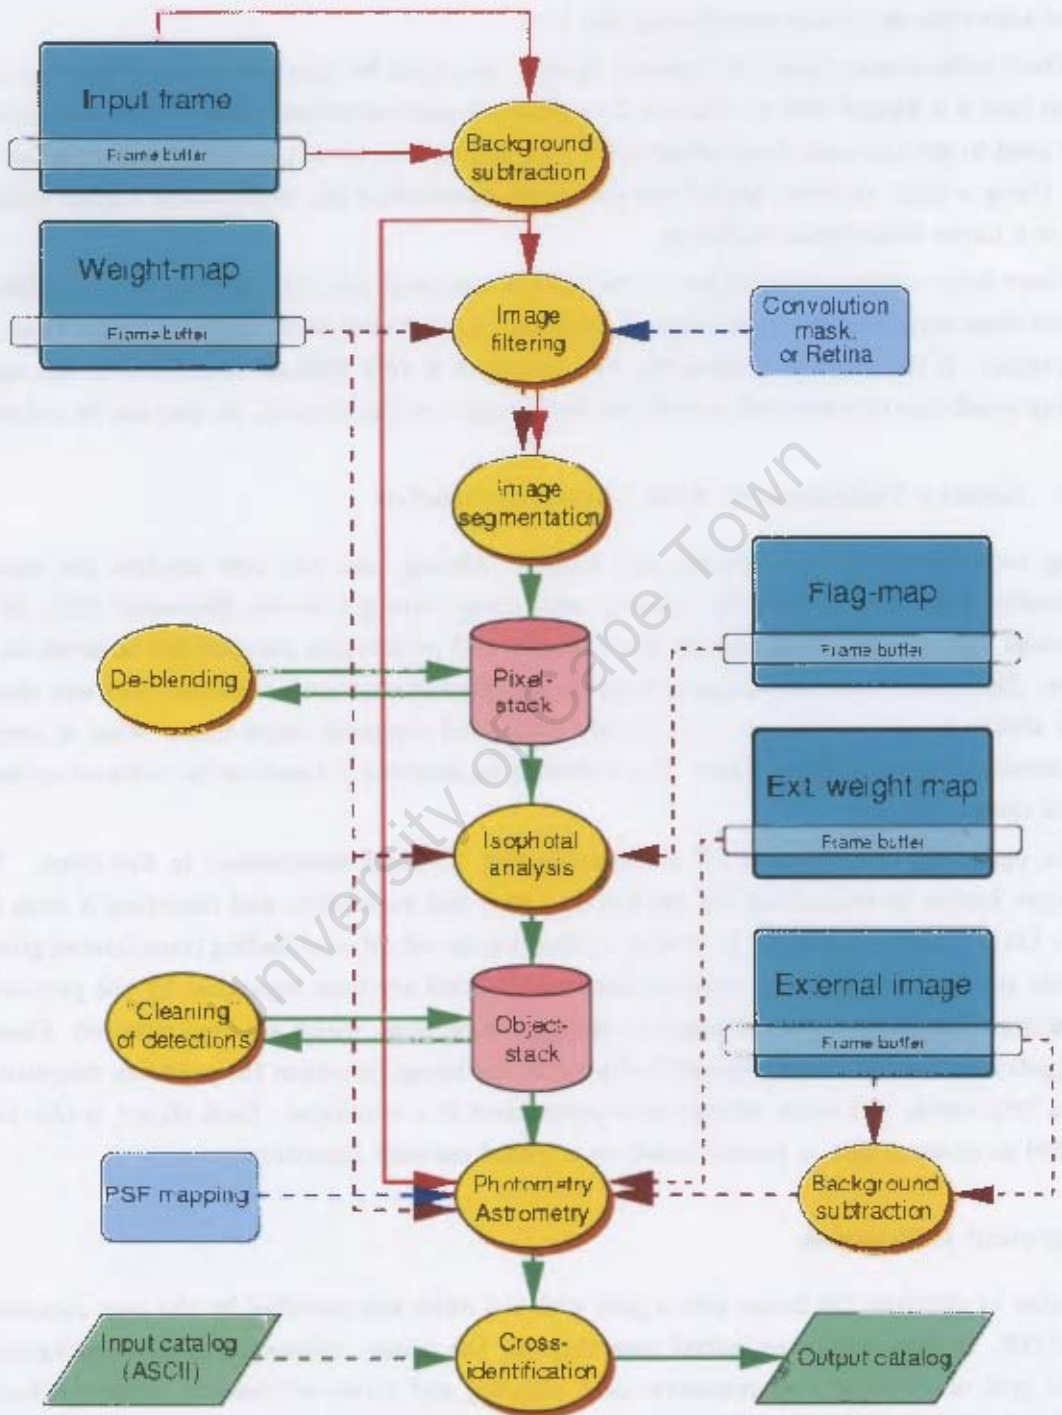 Input frame
Frame buffer
Background
subtraction
Weight-map
Frame buffer
Image
filtering
Convolution
mask,
or Retina
Image
segmentation
Flag-map
Frame buffer
De-blending
Pixel-
stack
Ext. weight map
Frame buffer
Isophotal
analysis
External image
Frame buffer
"Cleaning"
of detections
Object-
stack
PSF mapping
Photometry
Astrometry
Background
subtraction
Input catalog
(ASCII)
Cross-
identification
Output catalog
University of Cape Town